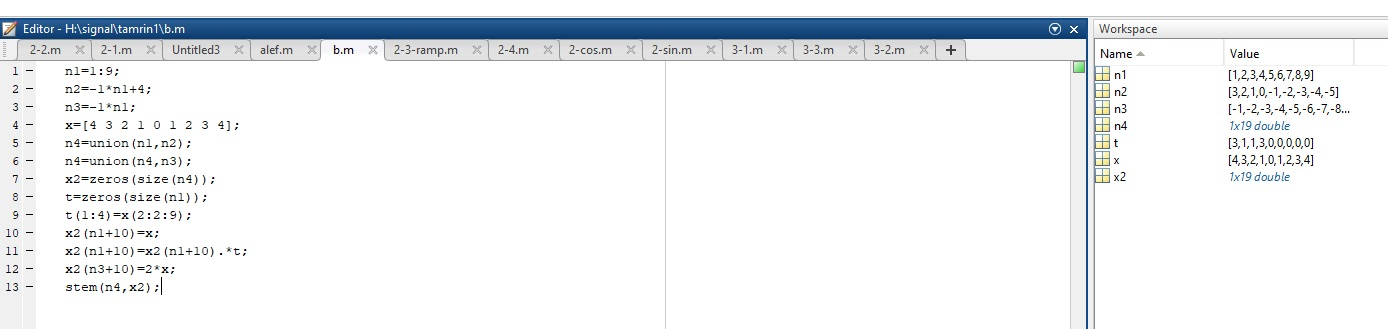 Editor - H:\signal\tamrin1\b.m
2-2.m 2-1.m Untitled3 alef.m b.m 2-3-ramp.m 2-4.m 2-cos.m 2-sin.m 3-1.m 3-3.m 3-2.m +
1 - n1=1:9;
2 - n2=-1*n1+4;
3 - n3=-1*n1;
4 - x=[4 3 2 1 0 1 2 3 4];
5 - n4=union(n1,n2);
6 - n4=union(n4,n3);
7 - x2=zeros(size(n4));
8 - t=zeros(size(n1));
9 - t(1:4)=x(2:2:9);
10 - x2(n1+10)=x;
11 - x2(n1+10)=x2(n1+10).*t;
12 - x2(n3+10)=2*x;
13 - stem(n4,x2);
Workspace
Name Value
n1 [1,2,3,4,5,6,7,8,9]
n2 [3,2,1,0,-1,-2,-3,-4,-5]
n3 [-1,-2,-3,-4,-5,-6,-7,-8...
n4 1x19 double
t [3,1,1,3,0,0,0,0,0]
x [4,3,2,1,0,1,2,3,4]
x2 1x19 double